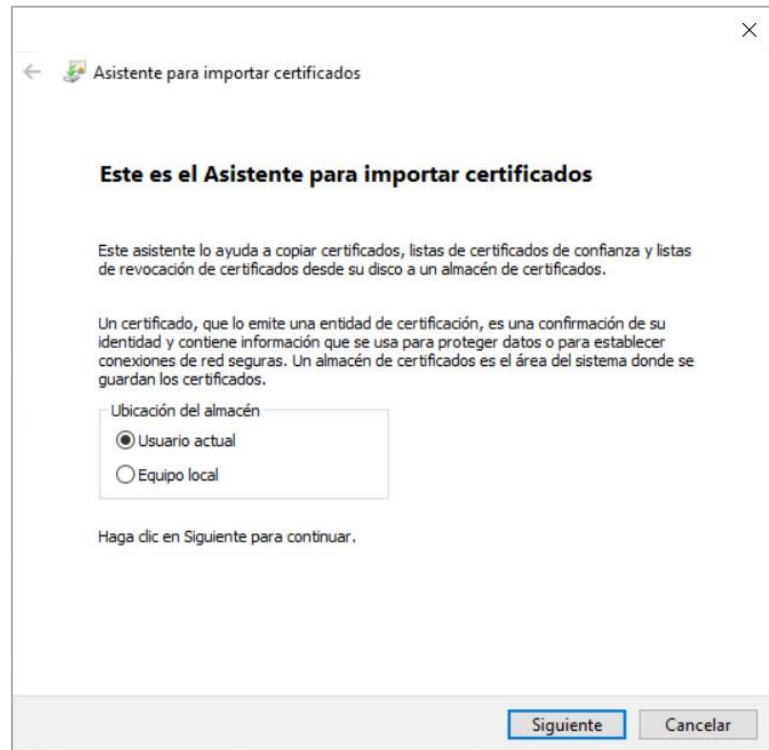 Asistente para importar certificados
Este es el Asistente para importar certificados
Este asistente lo ayuda a copiar certificados, listas de certificados de confianza y listas
de revocación de certificados desde su disco a un almacén de certificados.
Un certificado, que lo emite una entidad de certificación, es una confirmación de su
identidad y contiene información que se usa para proteger datos o para establecer
conexiones de red seguras. Un almacén de certificados es el área del sistema donde se
guardan los certificados.
Ubicación del almacén
Usuario actual
Equipo local
Haga clic en Siguiente para continuar.
Siguiente
Cancelar